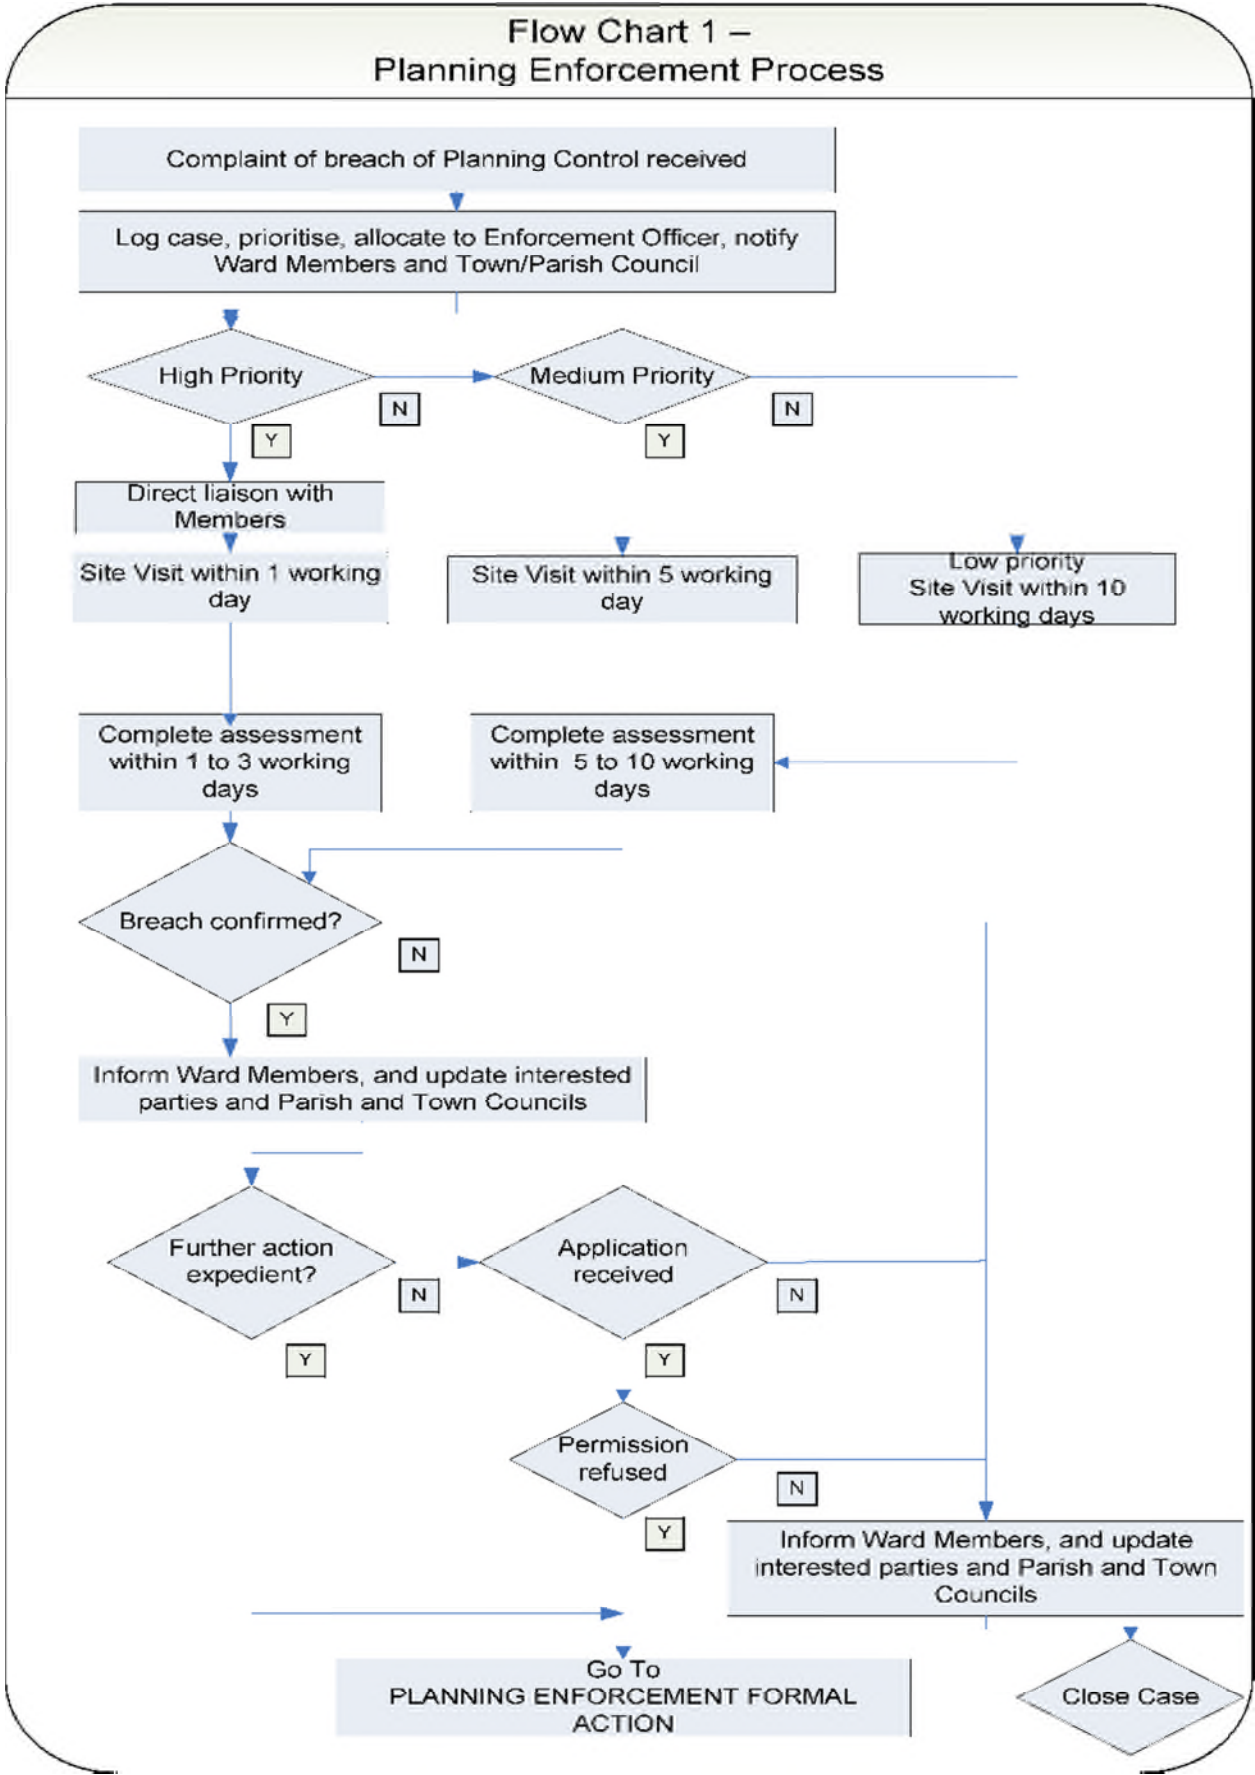 Flow Chart 1 –
Planning Enforcement Process
Complaint of breach of Planning Control received
Log case, prioritise, allocate to Enforcement Officer, notify
Ward Members and Town/Parish Council
High Priority
N
Medium Priority
N
Y
Y
Direct liaison with
Members
Site Visit within 1 working
day
Site Visit within 5 working
day
Low priority
Site Visit within 10
working days
Complete assessment
within 1 to 3 working
days
Complete assessment
within 5 to 10 working
days
Breach confirmed?
N
Y
Inform Ward Members, and update interested
parties and Parish and Town Councils
Further action
expedient?
N
Y
Application
received
N
Y
Permission
refused
N
Y
Inform Ward Members, and update
interested parties and Parish and Town
Councils
Go To
PLANNING ENFORCEMENT FORMAL
ACTION
Close Case